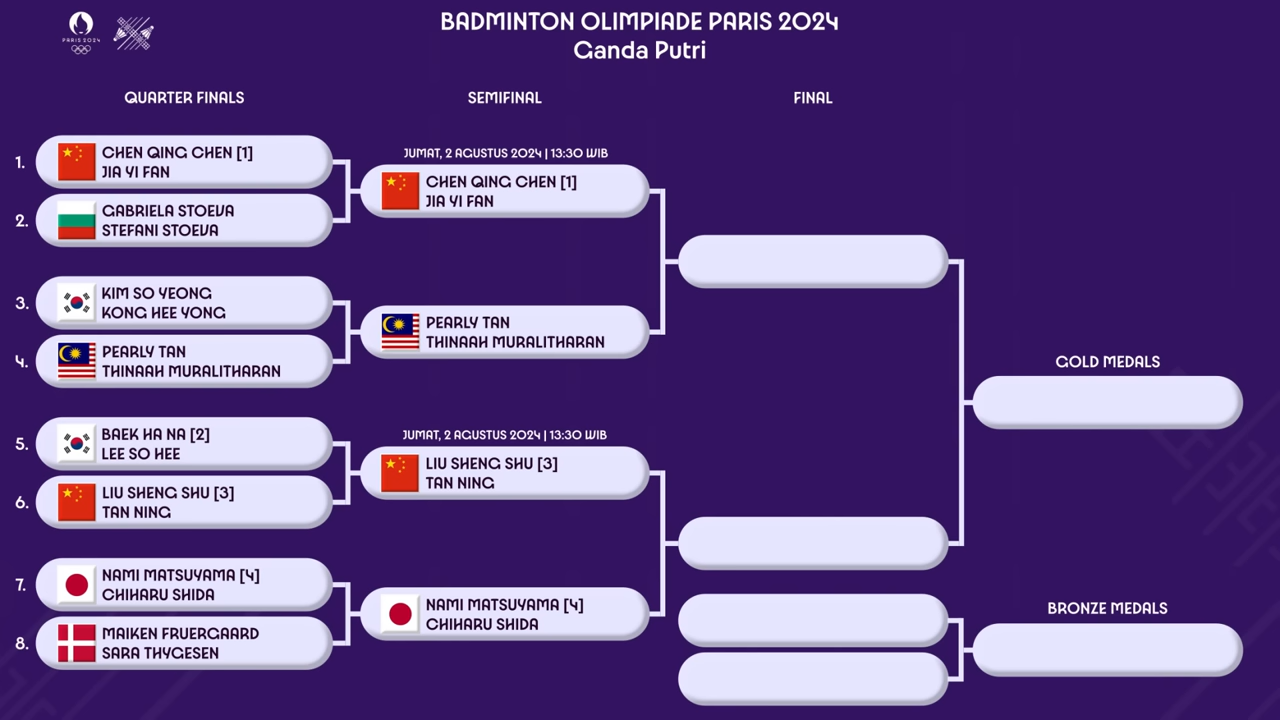 PARIS 2024
BADMINTON OLIMPIADE PARIS 2024
Ganda Putri
QUARTER FINALS
SEMIFINAL
FINAL
1.
CHEN QING CHEN [1]
JIA YI FAN
2.
GABRIELA STOEVA
STEFANI STOEVA
3.
KIM SO YEONG
KONG HEE YONG
4.
PEARLY TAN
THINAAH MURALITHARAN
5.
BAEK HA NA [2]
LEE SO HEE
6.
LIU SHENG SHU [3]
TAN NING
7.
NAMI MATSUYAMA [4]
CHIHARU SHIDA
8.
MAIKEN FRUERGAARD
SARA THYGESEN
JUMAT, 2 AGUSTUS 2024 | 13:30 WIB
CHEN QING CHEN [1]
JIA YI FAN
PEARLY TAN
THINAAH MURALITHARAN
JUMAT, 2 AGUSTUS 2024 | 13:30 WIB
LIU SHENG SHU [3]
TAN NING
NAMI MATSUYAMA [4]
CHIHARU SHIDA
GOLD MEDALS
BRONZE MEDALS